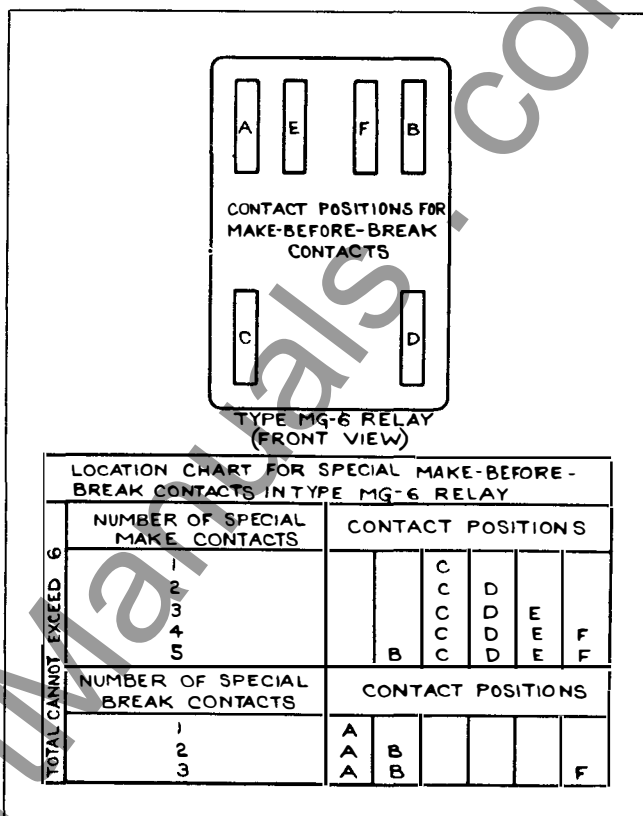 A E F B
CONTACT POSITIONS FOR
MAKE-BEFORE-BREAK
CONTACTS
C D
TYPE MG-6 RELAY
(FRONT VIEW)
LOCATION CHART FOR SPECIAL MAKE-BEFORE-
BREAK CONTACTS IN TYPE MG-6 RELAY
TOTAL CANNOT EXCEED 6
NUMBER OF SPECIAL
MAKE CONTACTS
CONTACT POSITIONS
1 C
2 C D
3 C D E
4 C D E F
5 B C D E F
NUMBER OF SPECIAL
BREAK CONTACTS
CONTACT POSITIONS
1 A
2 A B
3 A B F
Manuals.co